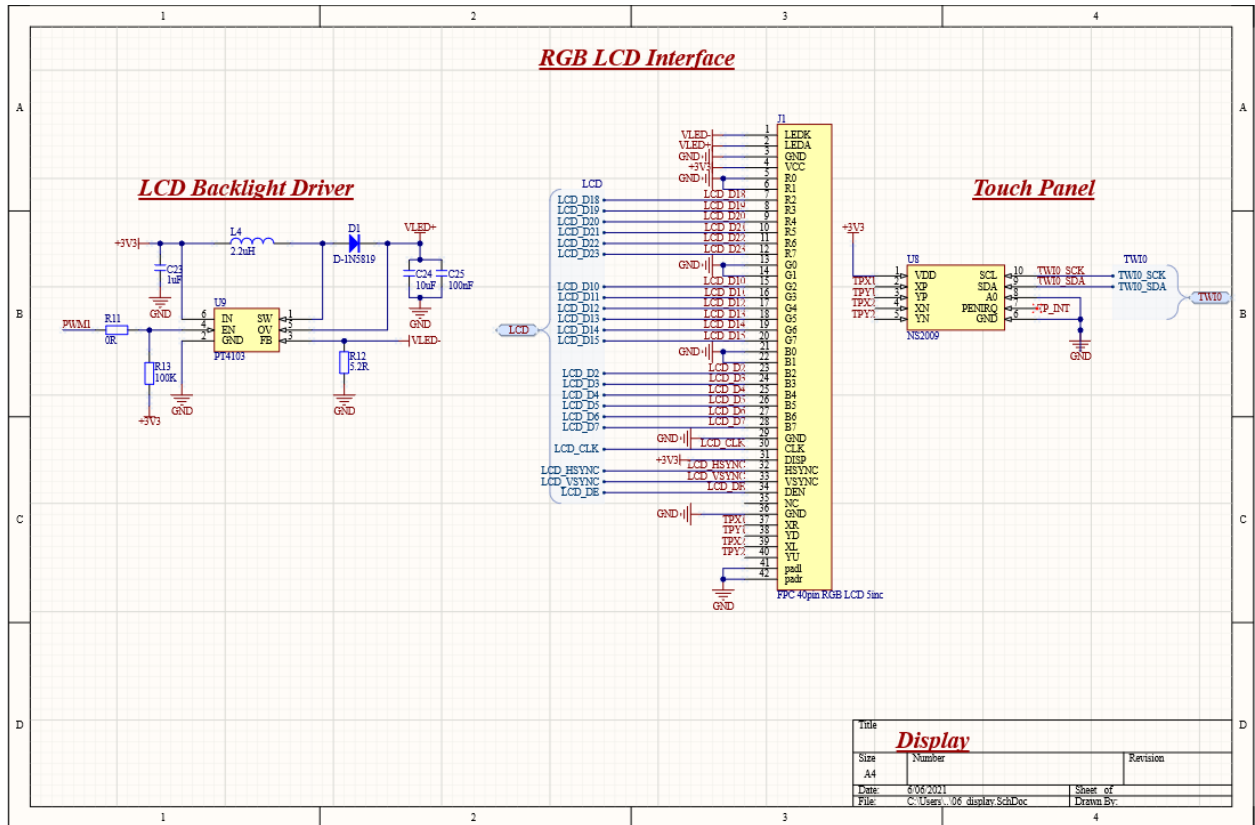 1 2 3 4
RGB LCD Interface
A A
J1
VLED- 1 LEDK
VLED+ 2 LEDA
GND 3 GND
+3V3 4 VCC
GND 5 R0
6 R1
LCD Backlight Driver
Touch Panel
LCD
LCD_D18 LCD_D18 7 R2
LCD_D19 LCD_D19 8 R3
LCD_D20 LCD_D20 9 R4
LCD_D21 LCD_D21 10 R5
LCD_D22 LCD_D22 11 R6
LCD_D23 LCD_D23 12 R7
GND 13 G0
14 G1
LCD_D10 LCD_D10 15 G2
LCD_D11 LCD_D11 16 G3
LCD_D12 LCD_D12 17 G4
LCD_D13 LCD_D13 18 G5
LCD_D14 LCD_D14 19 G6
LCD_D15 LCD_D15 20 G7
GND 21 B0
22 B1
LCD_D2 LCD_D2 23 B2
LCD_D3 LCD_D3 24 B3
LCD_D4 LCD_D4 25 B4
LCD_D5 LCD_D5 26 B5
LCD_D6 LCD_D6 27 B6
LCD_D7 LCD_D7 28 B7
GND 29 GND
LCD_CLK LCD_CLK 30 CLK
+3V3 31 DISP
LCD_HSYNC LCD_HSYNC 32 HSYNC
LCD_VSYNC LCD_VSYNC 33 VSYNC
LCD_DE LCD_DE 34 DEN
35 NC
GND 36 GND
TPX1 37 XR
TPY1 38 YD
TPX2 39 XL
TPY2 40 YU
41 padl
42 padr
GND
FPC 40pin RGB LCD 5inc
LCD
+3V3
L4
2.2uH
D1
D-1N5819
VLED+
C23
1uF
GND
C24
10uF
C25
100nF
GND
U9
6 IN SW 1
4 EN OV 5
2 GND FB 3
PT4103
PWM1
R11
0R
R13
100K
+3V3
GND
VLED-
R12
5.2R
GND
+3V3
U8
TWI0
1 VDD SCL 10 TWI0_SCK TWI0_SCK
TPX1 2 XP SDA 9 TWI0_SDA TWI0_SDA
TPY1 3 YP A0 8
TPX2 4 XN PENIRQ TP_INT
TPY2 5 YN GND 6
NS2009
GND
TWI0
B B
C C
D D
Title
Display
Size Number Revision
A4
Date: 6/06/2021 Sheet of
File: C:\Users\..\06_display.SchDoc Drawn By:
1 2 3 4